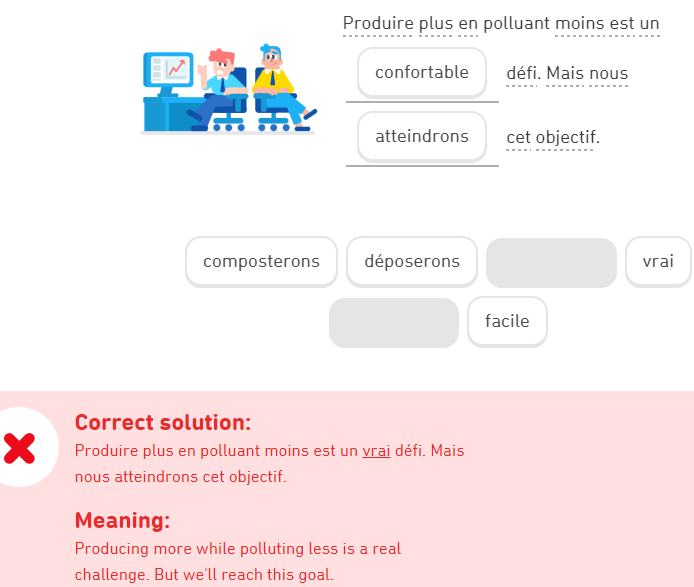 Produire plus en polluant moins est un
confortable défi. Mais nous
atteindrons cet objectif.
composterons déposerons vrai
facile
Correct solution:
Produire plus en polluant moins est un vrai défi. Mais
nous atteindrons cet objectif.
Meaning:
Producing more while polluting less is a real
challenge. But we'll reach this goal.